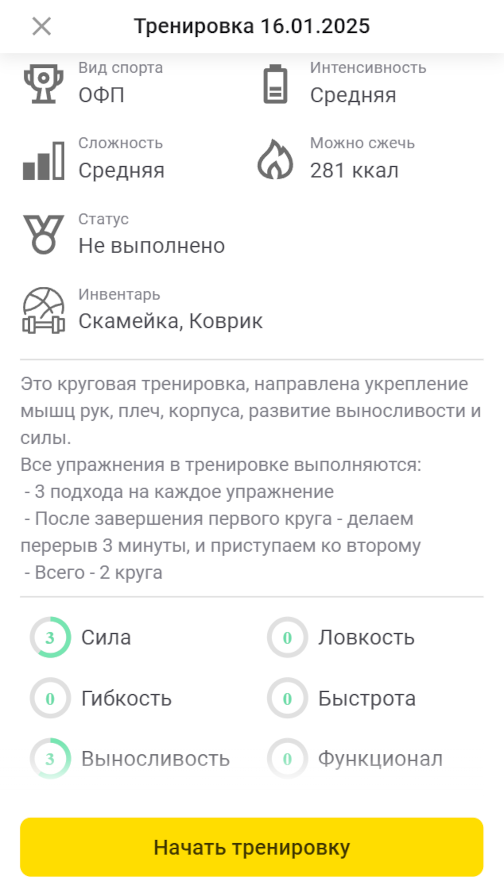 Тренировка 16.01.2025
Вид спорта
ОФП
Интенсивность
Средняя
Сложность
Средняя
Можно сжечь
281 ккал
Статус
Не выполнено
Инвентарь
Скамейка, Коврик
Это круговая тренировка, направлена укрепление
мышц рук, плеч, корпуса, развитие выносливости и
силы.
Все упражнения в тренировке выполняются:
- 3 подхода на каждое упражнение
- После завершения первого круга - делаем
перерыв 3 минуты, и приступаем ко второму
- Всего - 2 круга
3 Сила
0 Ловкость
0 Гибкость
0 Быстрота
3 Выносливость
0 Функционал
Начать тренировку